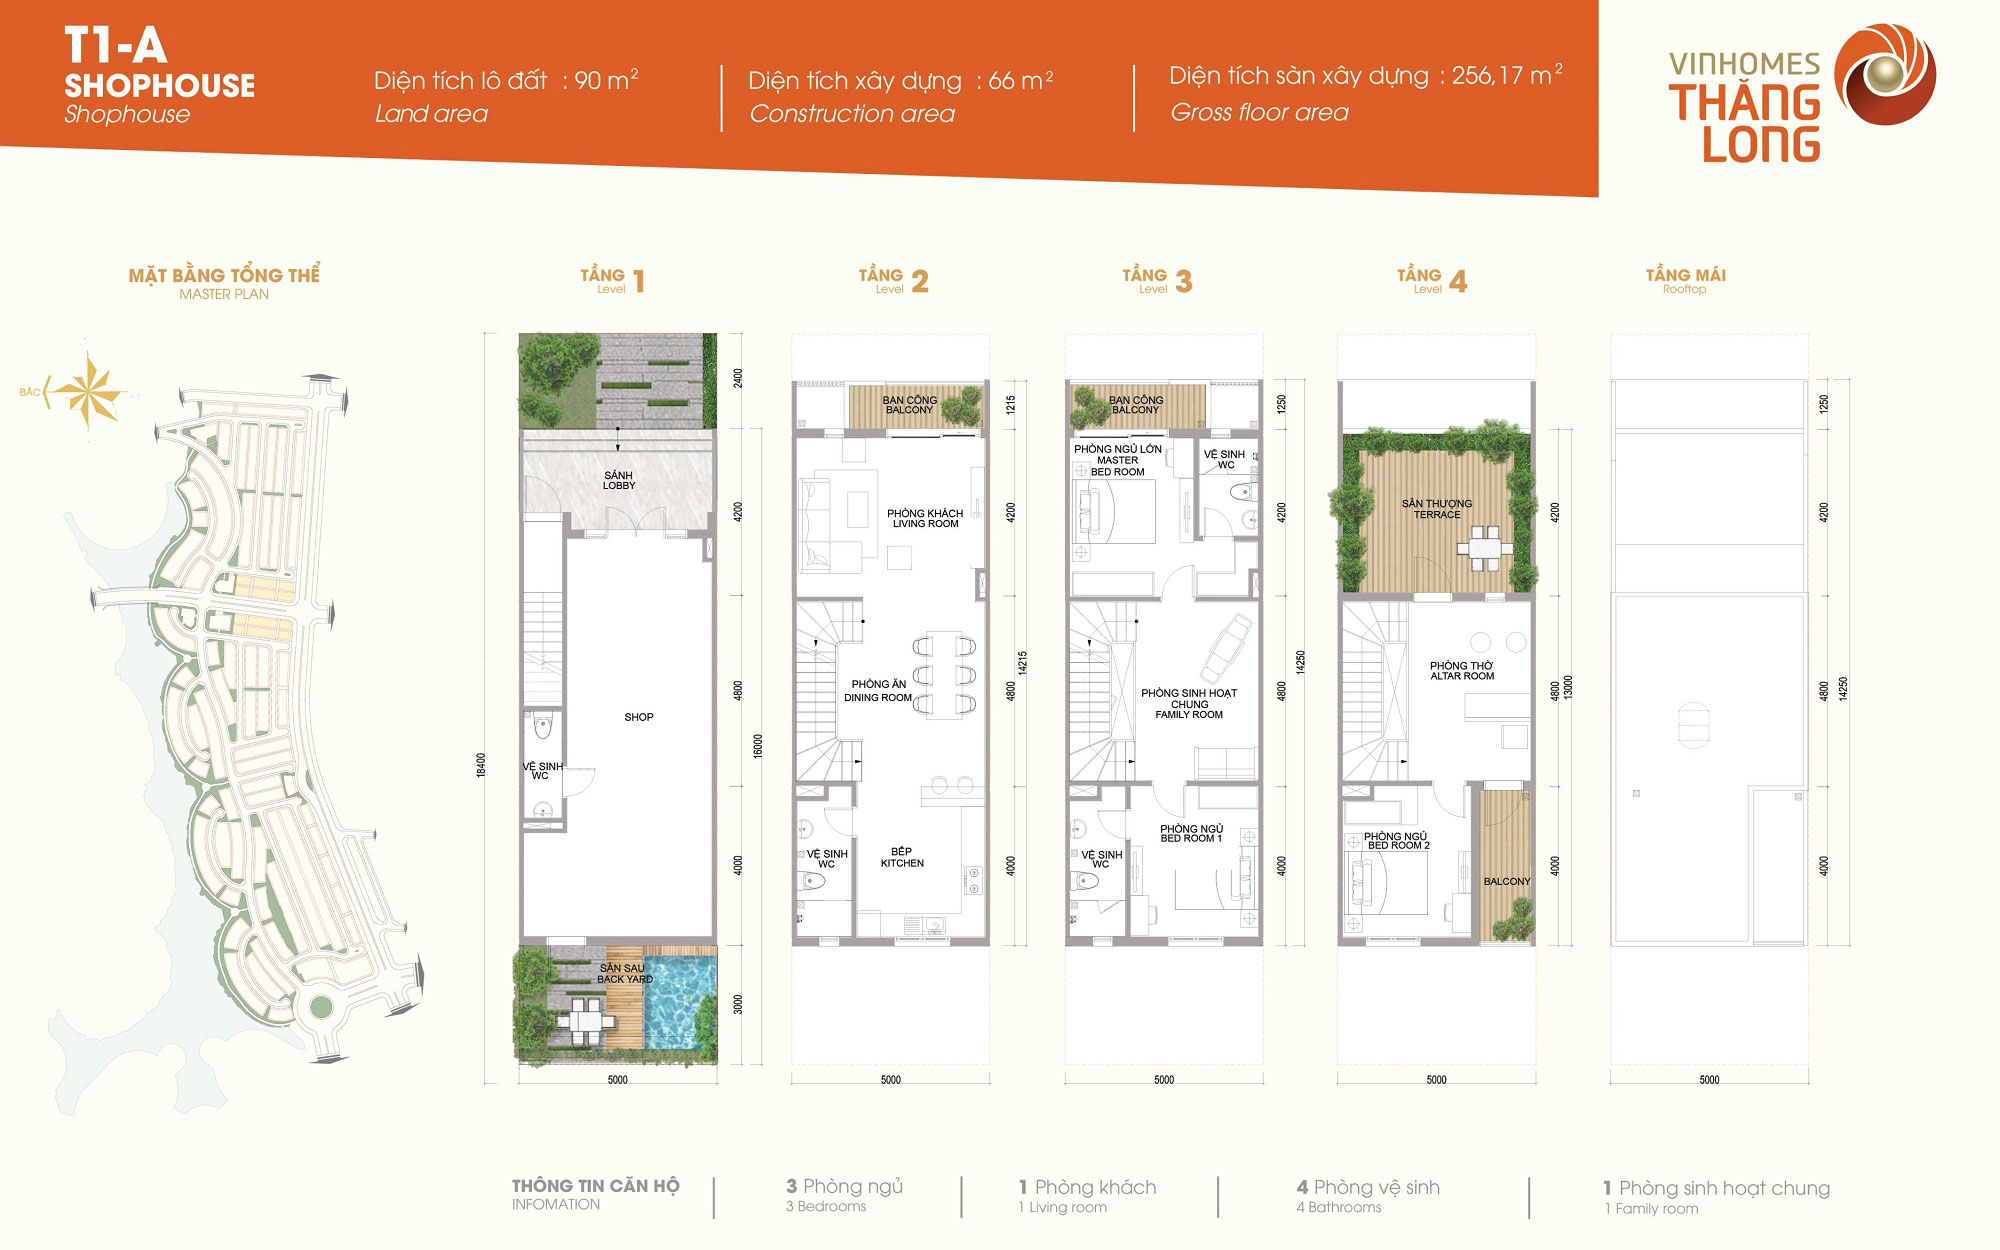 T1-A
SHOPHOUSE
Shophouse
Diện tích lô đất : 90 m²
Land area
Diện tích xây dựng : 66 m²
Construction area
Diện tích sàn xây dựng : 256,17 m²
Gross floor area
VINHOMES
THĂNG
LONG
MẶT BẰNG TỔNG THỂ
MASTER PLAN
BẮC
TẦNG 1
Level
TẦNG 2
Level
TẦNG 3
Level
TẦNG 4
Level
TẦNG MÁI
Rooftop
SẢNH
LOBBY
SHOP
VỆ SINH
WC
SÂN SAU
BACK YARD
2400
4200
4800
4000
3000
16000
18400
5000
BAN CÔNG
BALCONY
PHÒNG KHÁCH
LIVING ROOM
PHÒNG ĂN
DINING ROOM
VỆ SINH
WC
BẾP
KITCHEN
1215
4200
4800
4000
14215
5000
BAN CÔNG
BALCONY
PHÒNG NGỦ LỚN
MASTER
BED ROOM
VỆ SINH
WC
PHÒNG SINH HOẠT
CHUNG
FAMILY ROOM
PHÒNG NGỦ
BED ROOM 1
VỆ SINH
WC
1250
4200
4800
4000
14250
5000
SÂN THƯỢNG
TERRACE
PHÒNG THỜ
ALTAR ROOM
PHÒNG NGỦ
BED ROOM 2
BALCONY
4200
4800
4000
13000
5000
1250
4200
4800
4000
14250
5000
THÔNG TIN CĂN HỘ
INFOMATION
3 Phòng ngủ
3 Bedrooms
1 Phòng khách
1 Living room
4 Phòng vệ sinh
4 Bathrooms
1 Phòng sinh hoạt chung
1 Family room